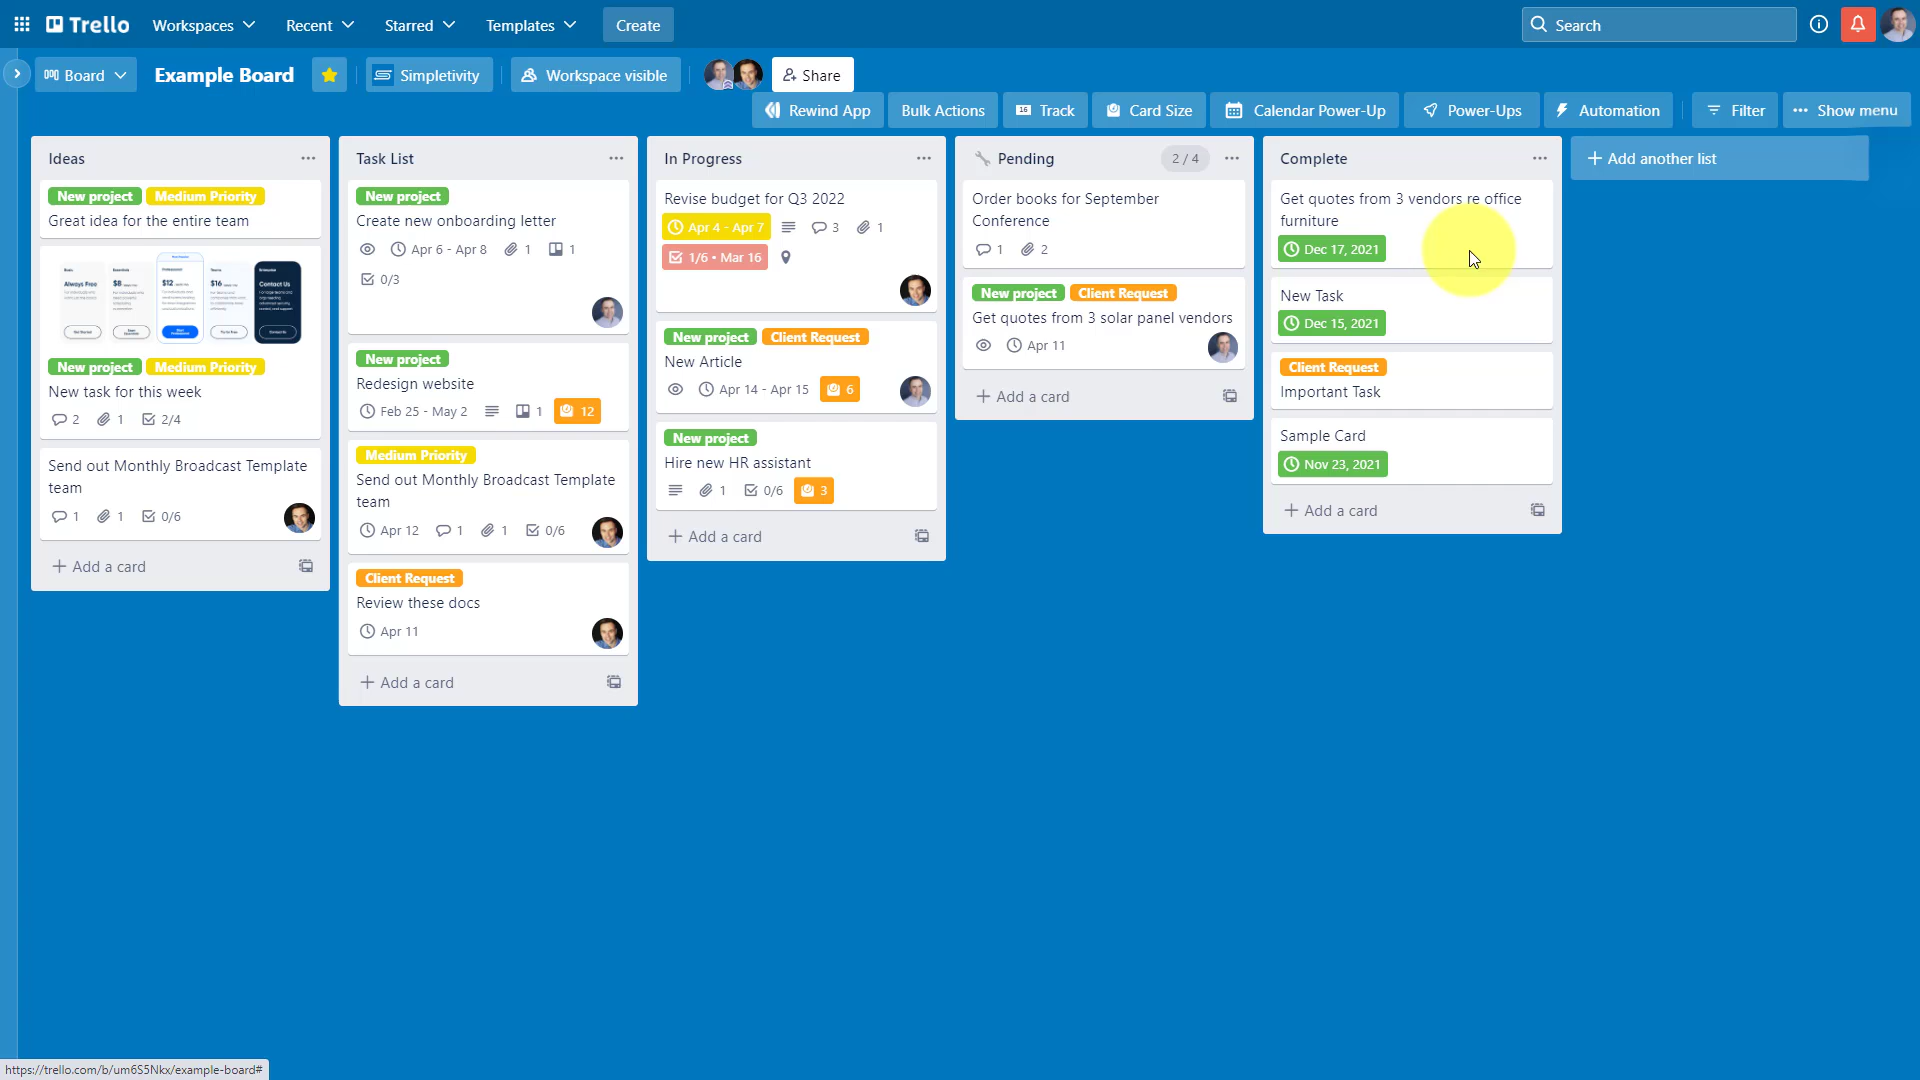 Trello
Workspaces
Recent
Starred
Templates
Create
Search
Board
Example Board
Simpletivity
Workspace visible
Share
Rewind App
Bulk Actions
16 Track
Card Size
Calendar Power-Up
Power-Ups
Automation
Filter
Show menu
Ideas
New project Medium Priority
Great idea for the entire team
Always Free
$8
$12
$16
Contact Us
New project Medium Priority
New task for this week
2 1 2/4
Send out Monthly Broadcast Template
team
1 1 0/6
+ Add a card
Task List
New project
Create new onboarding letter
Apr 6 - Apr 8 1 1
0/3
New project
Redesign website
Feb 25 - May 2 1 12
Medium Priority
Send out Monthly Broadcast Template
team
Apr 12 1 1 0/6
Client Request
Review these docs
Apr 11
+ Add a card
In Progress
Revise budget for Q3 2022
Apr 4 - Apr 7 3 1
1/6 • Mar 16
New project Client Request
New Article
Apr 14 - Apr 15 6
New project
Hire new HR assistant
1 0/6 3
+ Add a card
Pending 2 / 4
Order books for September
Conference
1 2
New project Client Request
Get quotes from 3 solar panel vendors
Apr 11
+ Add a card
Complete
Get quotes from 3 vendors re office
furniture
Dec 17, 2021
New Task
Dec 15, 2021
Client Request
Important Task
Sample Card
Nov 23, 2021
+ Add a card
+ Add another list
https://trello.com/b/um6S5Nkx/example-board#